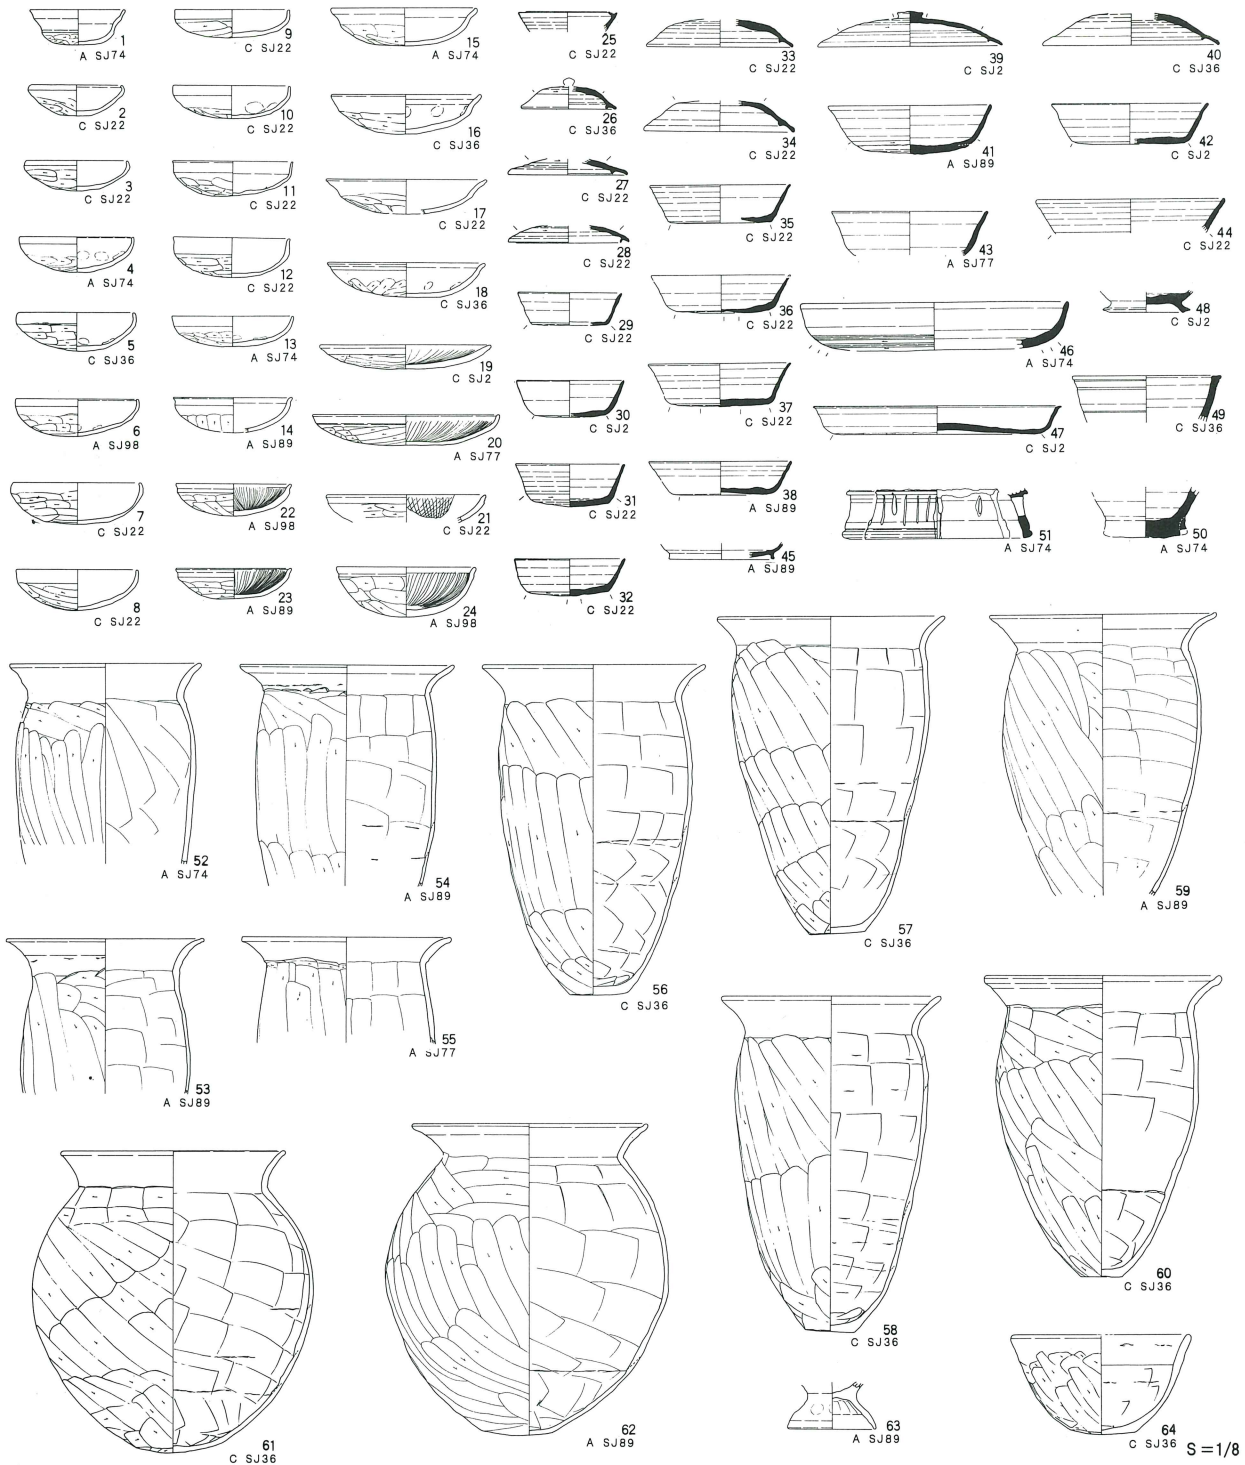 1
A SJ74
2
C SJ22
3
C SJ22
4
A SJ74
5
C SJ36
6
A SJ98
7
C SJ22
8
C SJ22
9
C SJ22
10
C SJ22
11
C SJ22
12
C SJ22
13
A SJ74
14
A SJ89
22
A SJ98
23
A SJ89
15
A SJ74
16
C SJ36
17
C SJ22
18
C SJ36
19
C SJ2
20
A SJ77
21
C SJ22
24
A SJ98
25
C SJ22
26
C SJ36
27
C SJ22
28
C SJ22
29
C SJ22
30
C SJ2
31
C SJ22
32
C SJ22
33
C SJ22
34
C SJ22
35
C SJ22
36
C SJ22
37
C SJ22
38
A SJ89
45
A SJ89
39
C SJ2
41
A SJ89
43
A SJ77
46
A SJ74
47
C SJ2
51
A SJ74
40
C SJ36
42
C SJ2
44
C SJ22
48
C SJ2
49
C SJ36
50
A SJ74
52
A SJ74
54
A SJ89
56
C SJ36
57
C SJ36
59
A SJ89
53
A SJ89
55
A SJ77
58
C SJ36
60
C SJ36
61
C SJ36
62
A SJ89
63
A SJ89
64
C SJ36
S=1/8